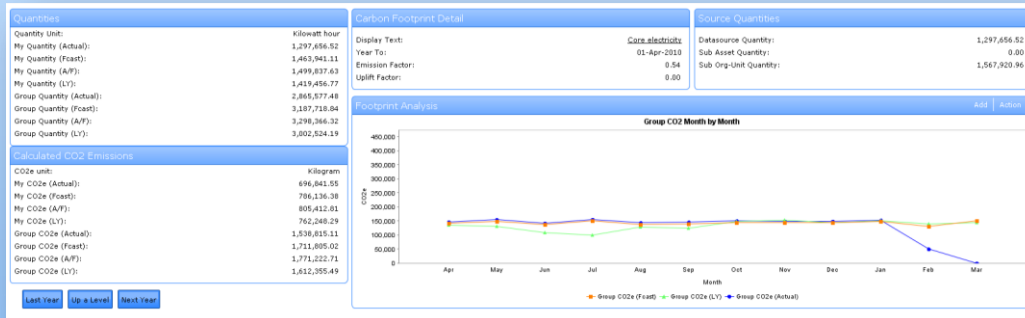 Quantities
Quantity Unit: Kilowatt hour
My Quantity (Actual): 1,297,656.52
My Quantity (Fcast): 1,463,941.11
My Quantity (A/F): 1,499,837.63
My Quantity (LY): 1,419,456.77
Group Quantity (Actual): 2,865,577.48
Group Quantity (Fcast): 3,187,718.84
Group Quantity (A/F): 3,298,366.32
Group Quantity (LY): 3,002,524.19
Calculated CO2 Emissions
CO2e unit: Kilogram
My CO2e (Actual): 696,841.55
My CO2e (Fcast): 786,136.38
My CO2e (A/F): 805,412.81
My CO2e (LY): 762,248.29
Group CO2e (Actual): 1,538,815.11
Group CO2e (Fcast): 1,711,805.02
Group CO2e (A/F): 1,771,222.71
Group CO2e (LY): 1,612,355.49
Last Year Up a Level Next Year
Carbon Footprint Detail
Display Text: Core electricity
Year To: 01-Apr-2010
Emission Factor: 0.54
Uplift Factor: 0.00
Source Quantities
Datasource Quantity: 1,297,656.52
Sub Asset Quantity: 0.00
Sub Org-Unit Quantity: 1,567,920.96
Footprint Analysis Add Action
Group CO2 Month by Month
450,000
400,000
350,000
300,000
250,000
200,000
150,000
100,000
50,000
0
CO2e
Apr May Jun Jul Aug Sep Oct Nov Dec Jan Feb Mar
Month
Group CO2e (Fcast) Group CO2e (LY) Group CO2e (Actual)